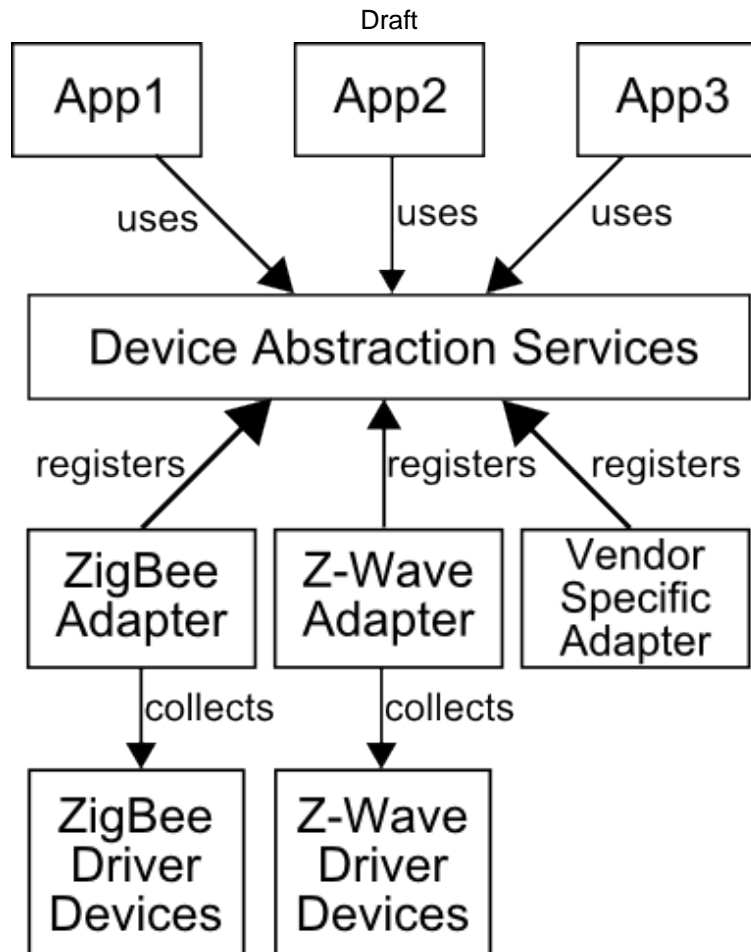 Draft
App1
App2
App3
uses
uses
uses
Device Abstraction Services
registers
registers
registers
ZigBee
Adapter
Z-Wave
Adapter
Vendor
Specific
Adapter
collects
collects
ZigBee
Driver
Devices
Z-Wave
Driver
Devices